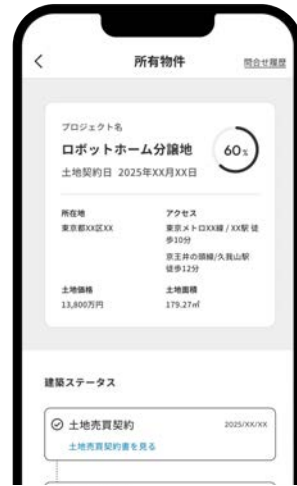 所有物件
問合せ履歴
プロジェクト名
ロボットホーム分譲地
60%
土地契約日 2025年XX月XX日
所在地
東京都XX区XX
アクセス
東京メトロXX線 / XX駅 徒
歩10分
京王井の頭線/久我山駅
徒歩12分
土地価格
13,800万円
土地面積
179.27㎡
建築ステータス
土地売買契約
2025/XX/XX
土地売買契約書を見る